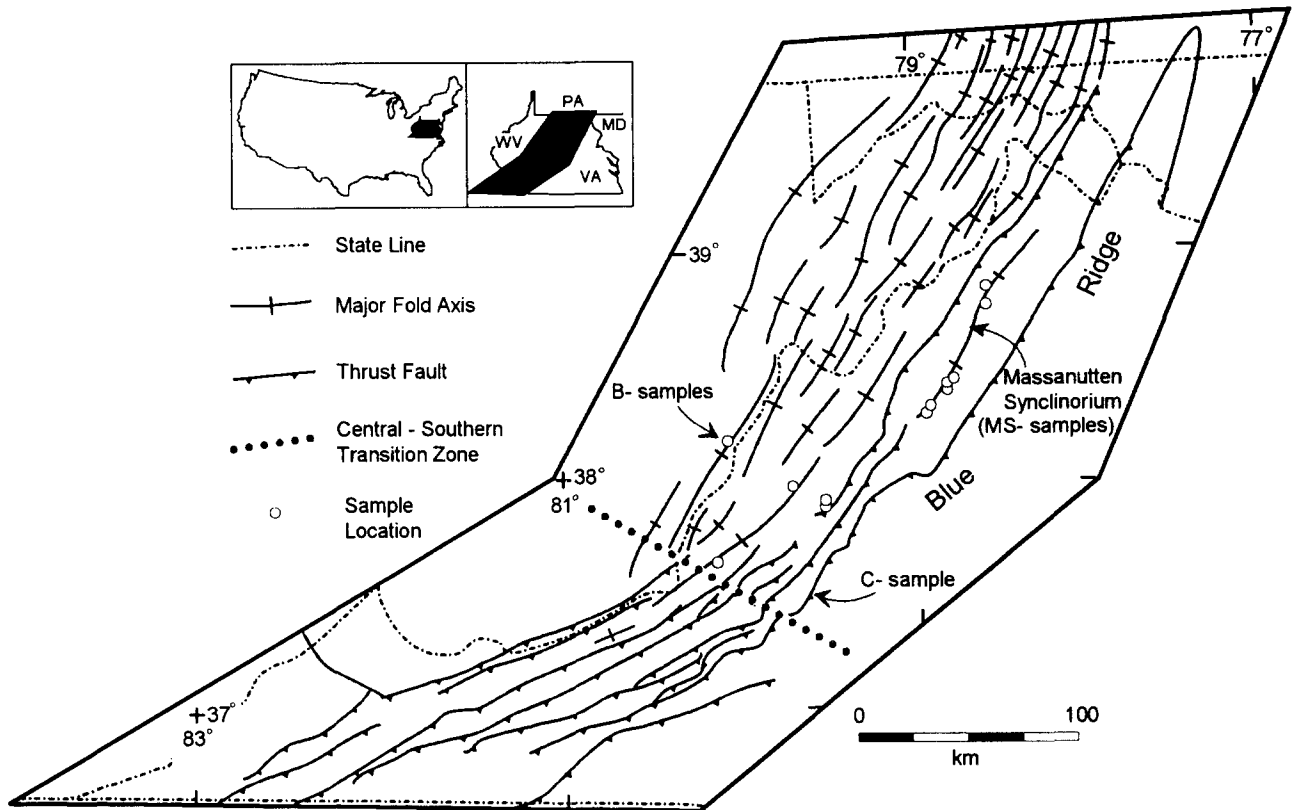 79°
77°
PA
MD
WV
VA
State Line
39°
Ridge
Major Fold Axis
Thrust Fault
B- samples
Massanutten
Synclinorium
(MS- samples)
Central - Southern
Transition Zone
38°
81°
Blue
Sample
Location
C- sample
37°
83°
0 100
km